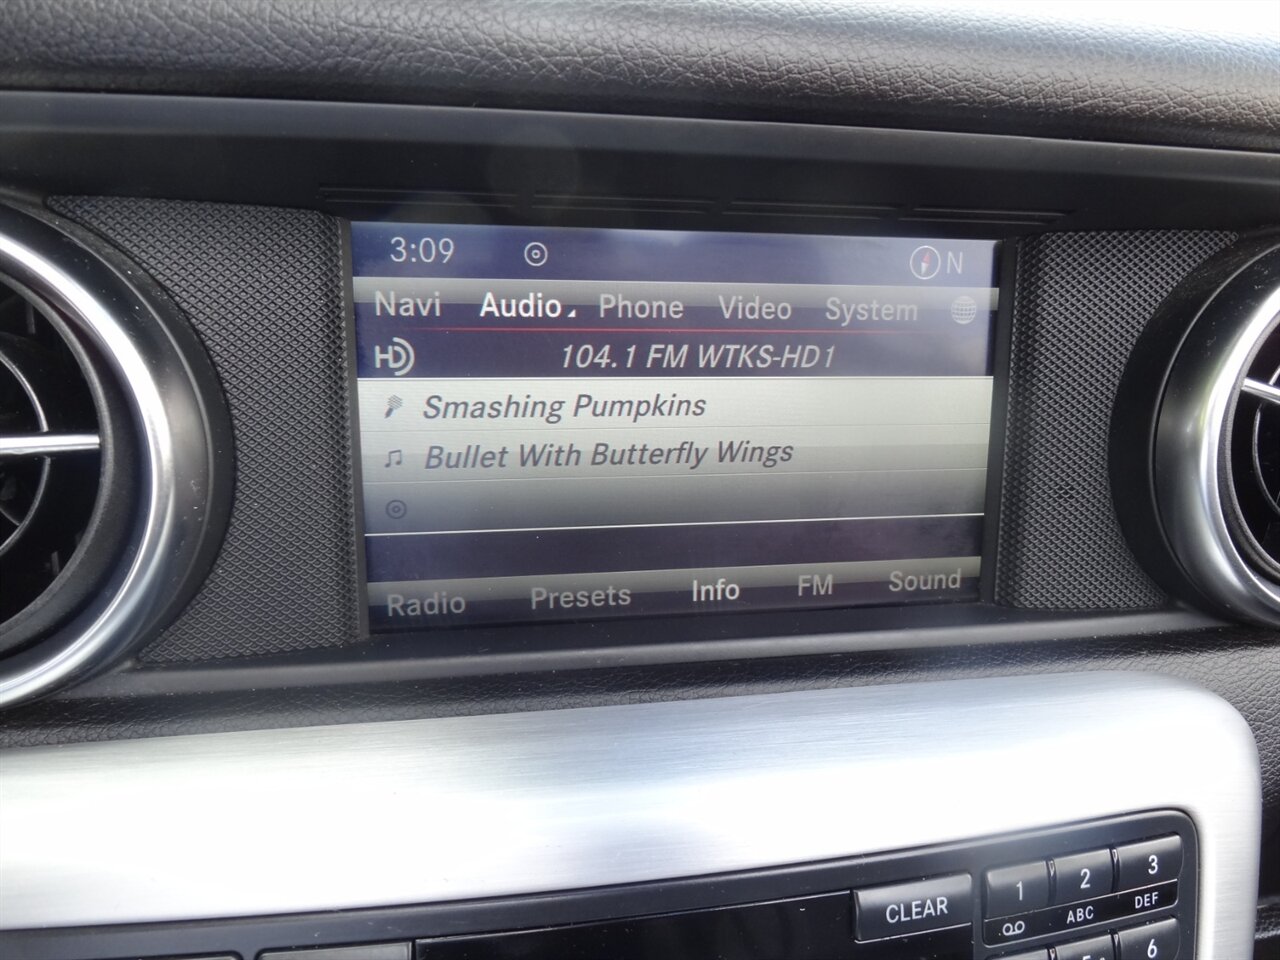 3:09 N
Navi Audio Phone Video System
HD 104.1 FM WTKS-HD1
Smashing Pumpkins
Bullet With Butterfly Wings
Radio Presets Info FM Sound
CLEAR 1 2 3
ABC DEF
6